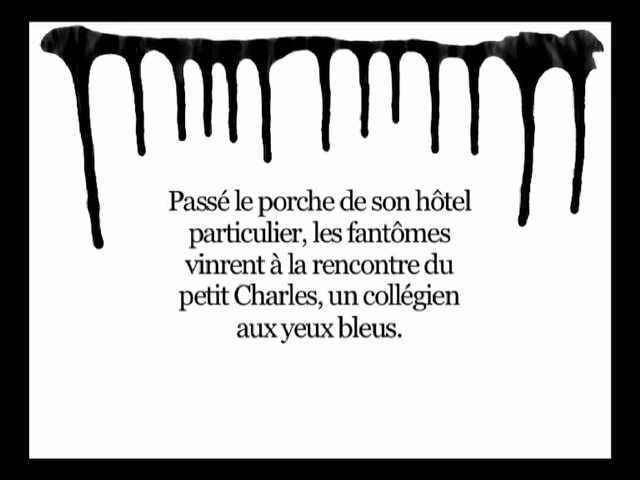 Passé le porche de son hôtel
particulier, les fantômes
vinrent à la rencontre du
petit Charles, un collégien
aux yeux bleus.